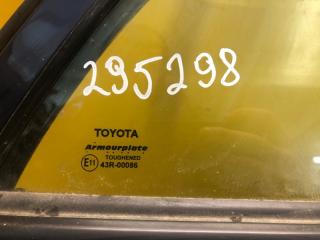 295298
TOYOTA
Armourplate
TOUGHENED
E11 43R-00086